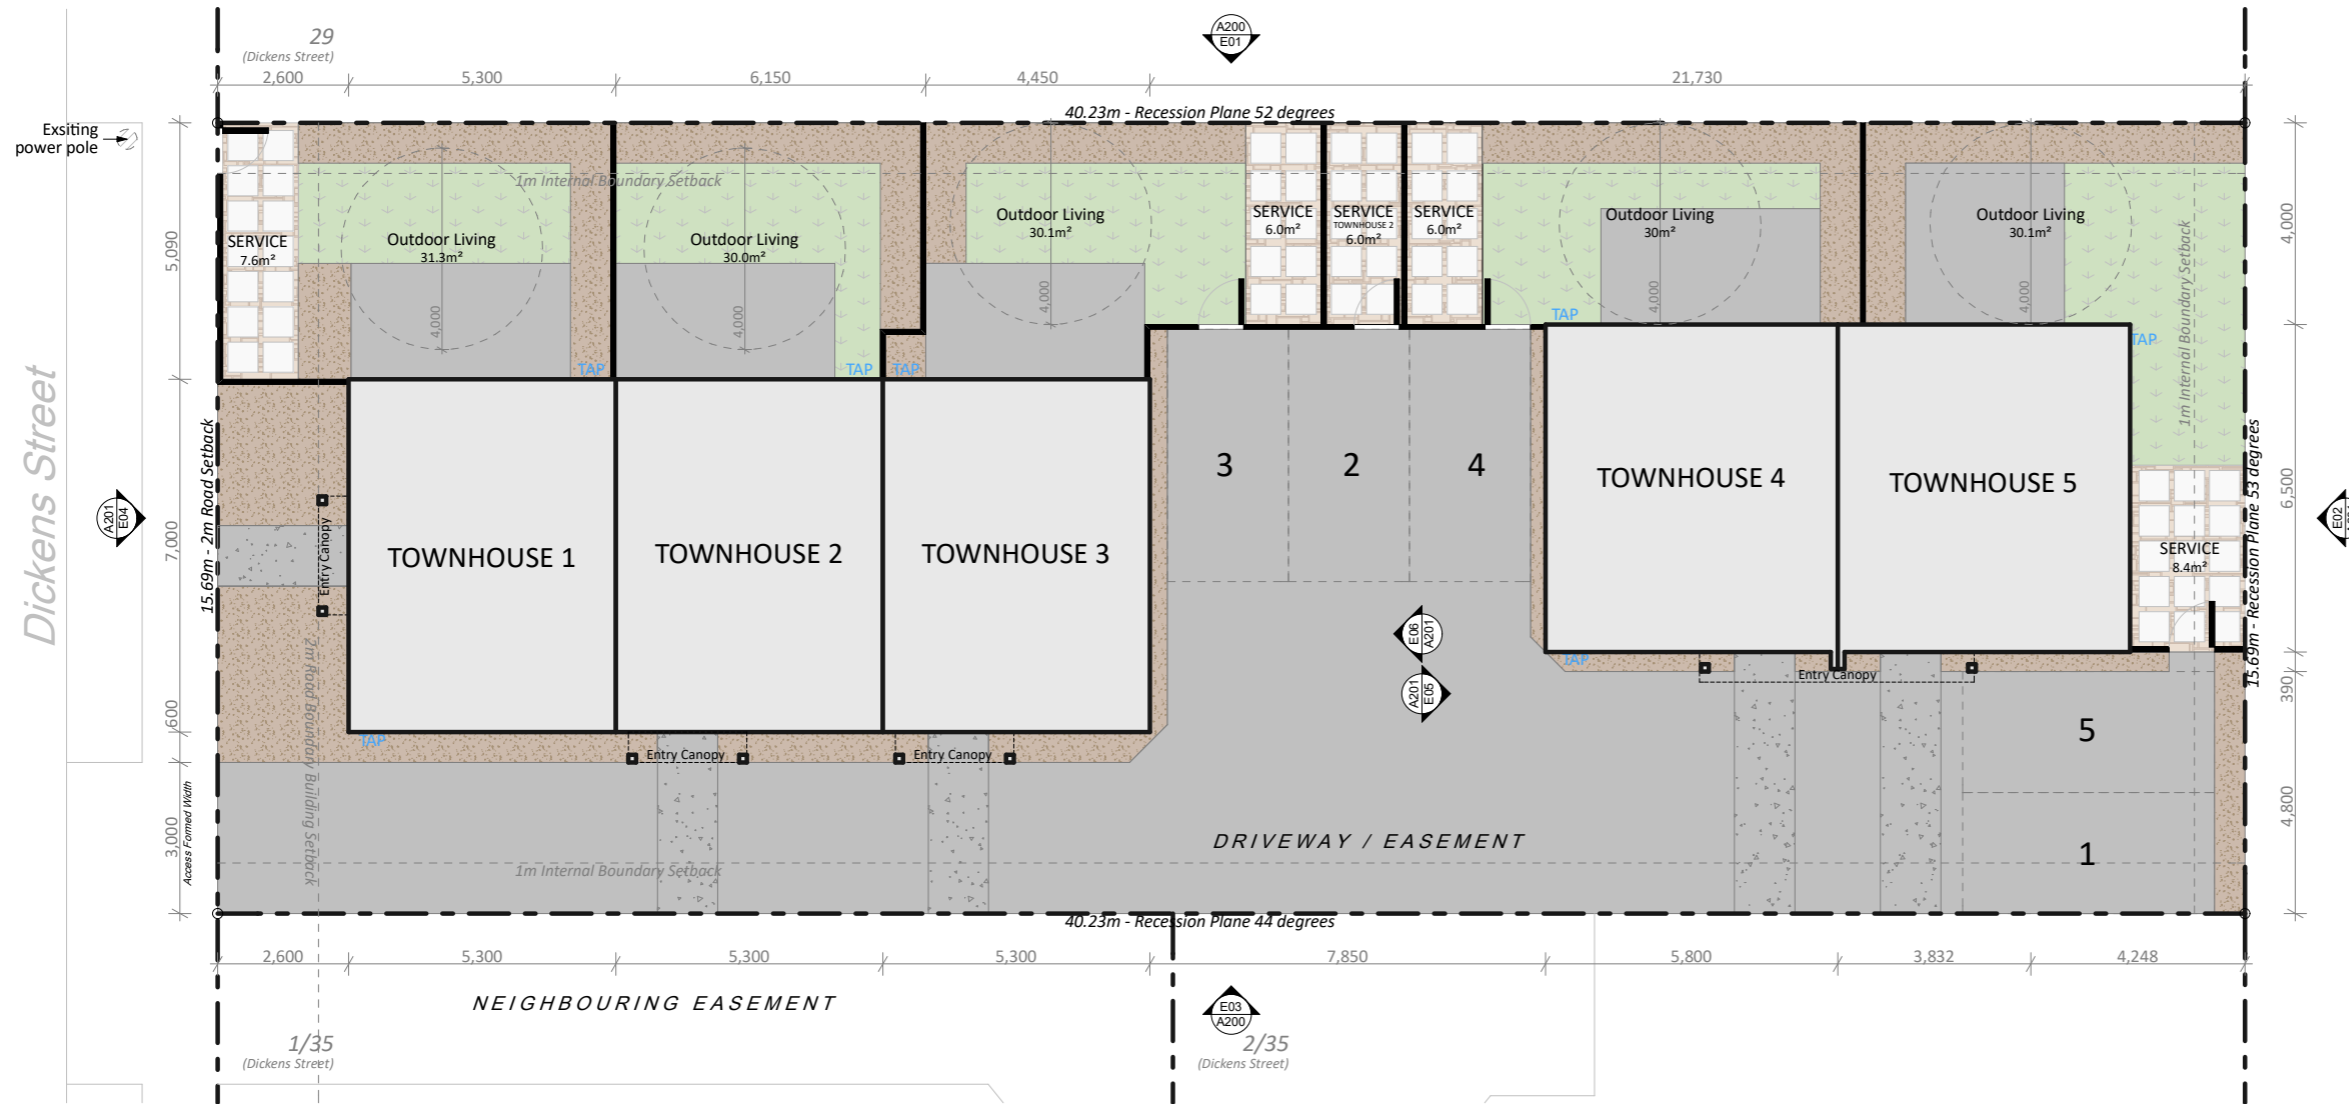 29
(Dickens Street)
A200
E01
2,600
5,300
6,150
4,450
21,730
40.23m - Recession Plane 52 degrees
Exsiting
power pole
1m Internal Boundary Setback
SERVICE
7.6m²
Outdoor Living
31.3m²
Outdoor Living
30.0m²
Outdoor Living
30.1m²
SERVICE
6.0m²
SERVICE
TOWNHOUSE 2
6.0m²
SERVICE
6.0m²
Outdoor Living
30m²
Outdoor Living
30.1m²
4,000
4,000
4,000
4,000
4,000
5,090
4,000
1m Internal Boundary Setback
TAP
TAP
TAP
TAP
TAP
Dickens Street
15.69m - 2m Road Setback
A201
E04
7,000
Entry Canopy
TOWNHOUSE 1
TOWNHOUSE 2
TOWNHOUSE 3
3
2
4
TOWNHOUSE 4
TOWNHOUSE 5
SERVICE
8.4m²
15.69m - Recession Plane 53 degrees
6,500
E02
E06
A201
A201
E05
2m Road Boundary Building Setback
600
TAP
Entry Canopy
Entry Canopy
TAP
Entry Canopy
390
5
1
4,800
3,000
Access Formed Width
DRIVEWAY / EASEMENT
1m Internal Boundary Setback
40.23m - Recession Plane 44 degrees
2,600
5,300
5,300
5,300
7,850
5,800
3,832
4,248
NEIGHBOURING EASEMENT
E03
A200
1/35
(Dickens Street)
2/35
(Dickens Street)